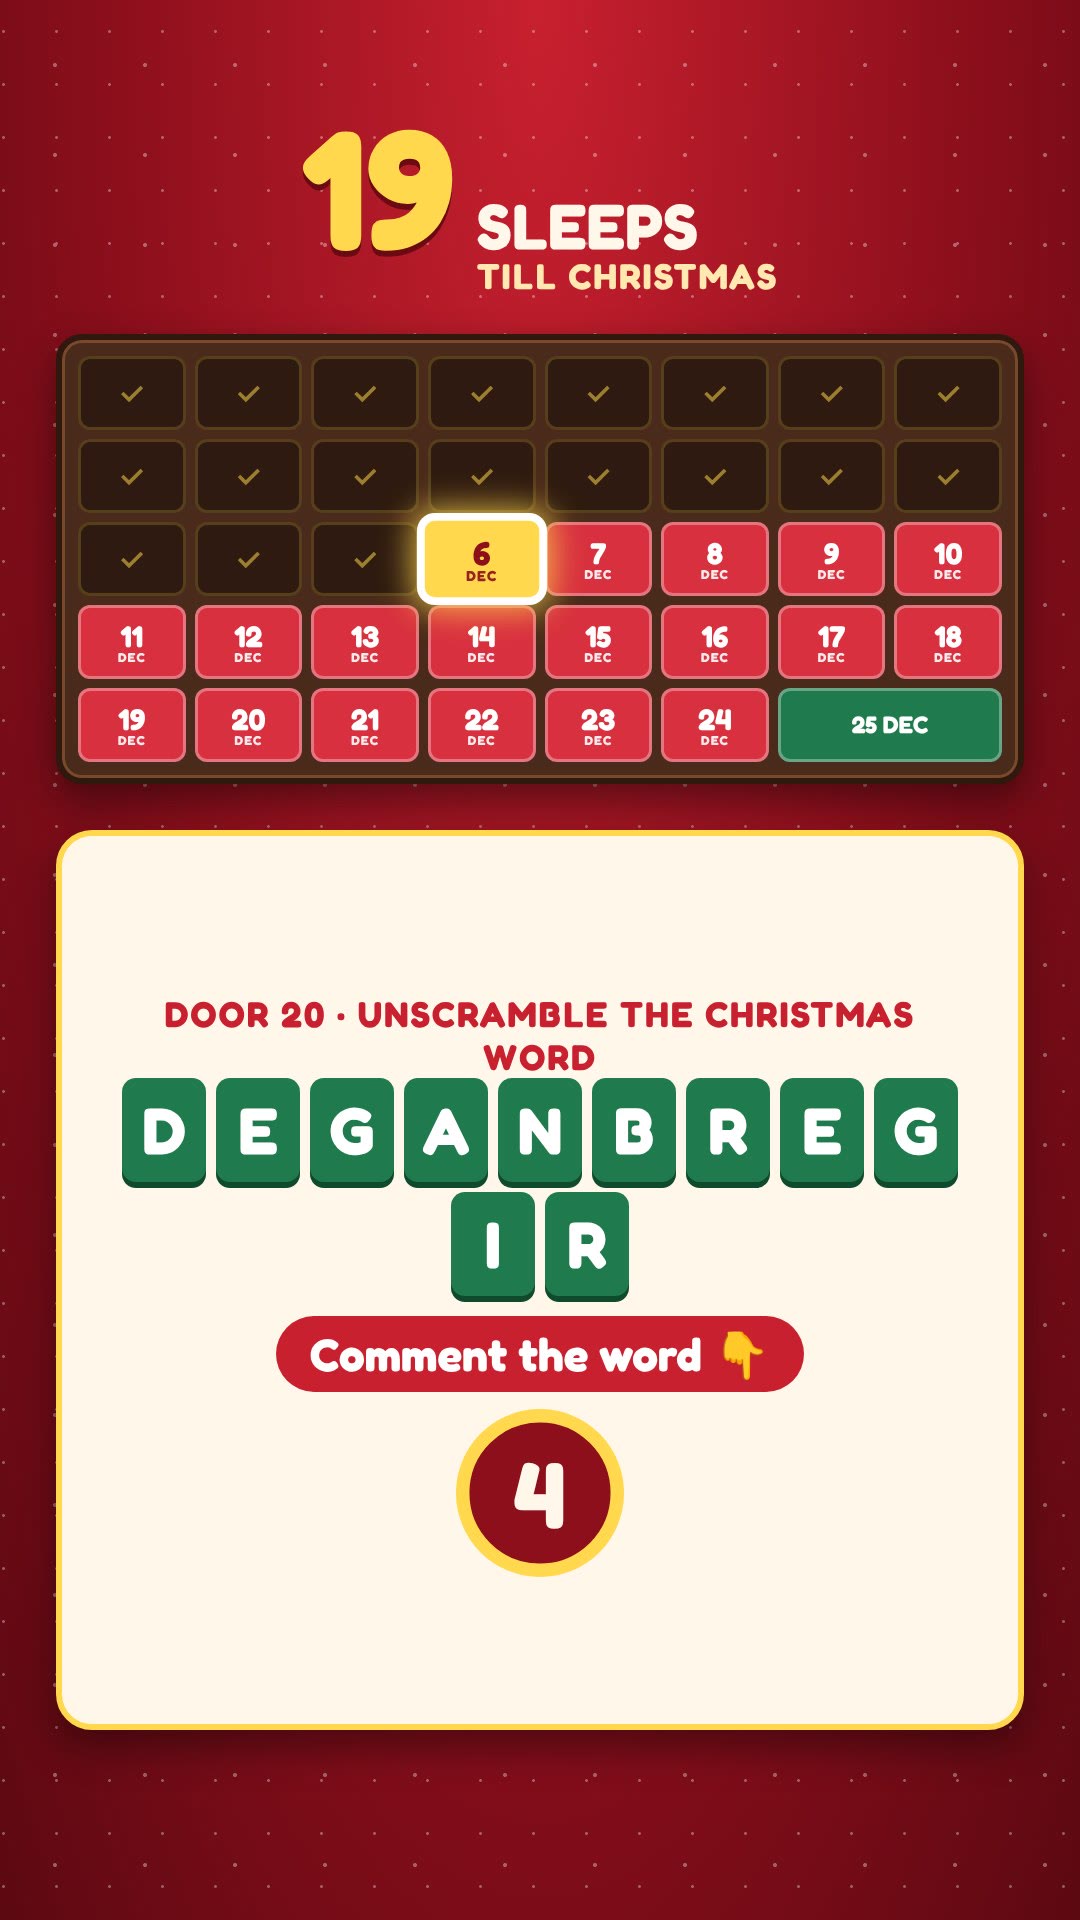 19 SLEEPS
TILL CHRISTMAS
6 DEC 7 DEC 8 DEC 9 DEC 10 DEC
11 DEC 12 DEC 13 DEC 14 DEC 15 DEC 16 DEC 17 DEC 18 DEC
19 DEC 20 DEC 21 DEC 22 DEC 23 DEC 24 DEC 25 DEC
DOOR 20 · UNSCRAMBLE THE CHRISTMAS
WORD
D E G A N B R E G
I R
Comment the word 👇
4